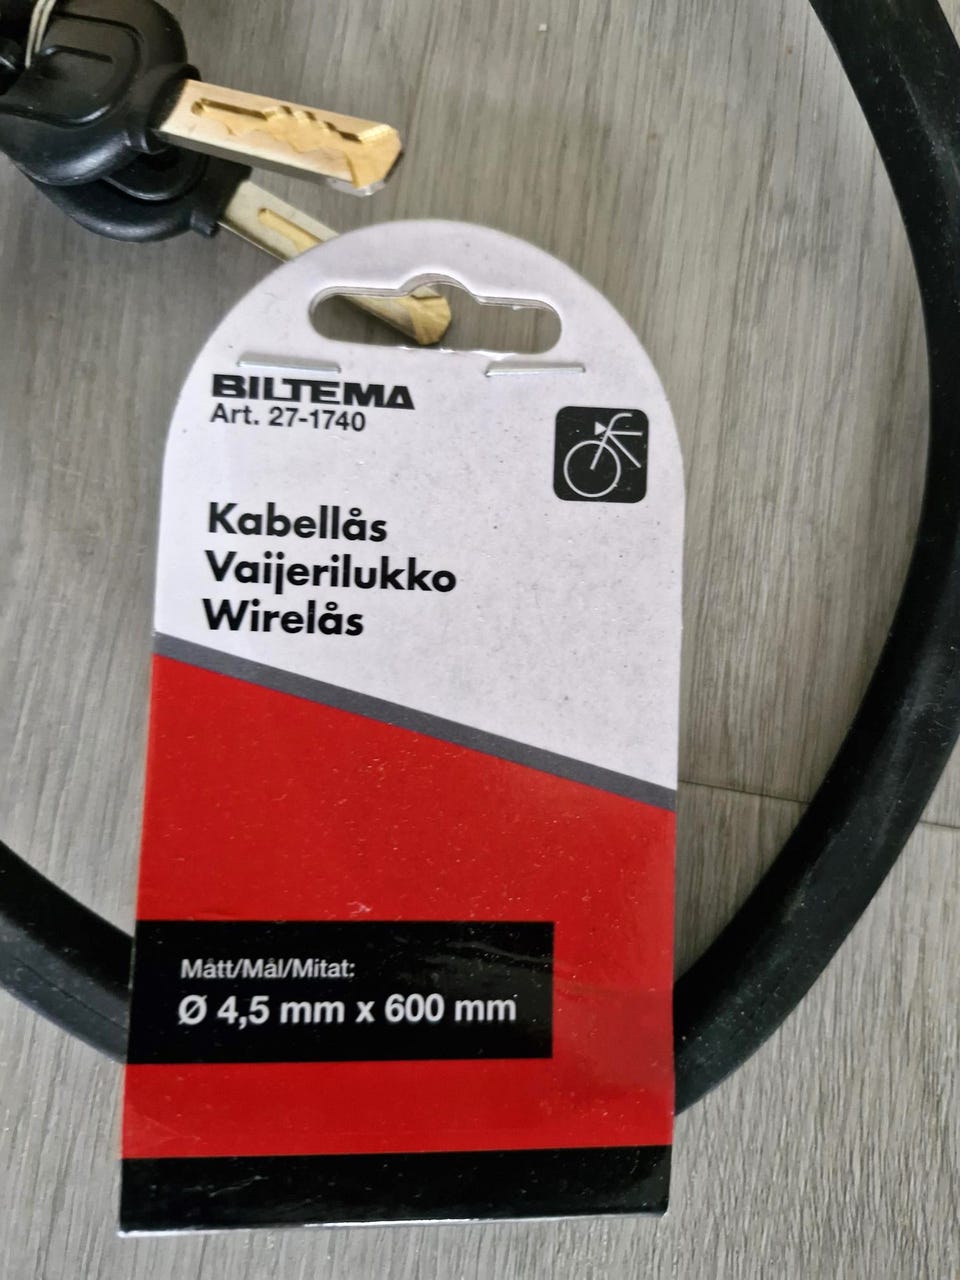 BILTEMA
Art. 27-1740
Kabellås
Vaijerilukko
Wirelås
Mått/Mål/Mitat:
Ø 4,5 mm x 600 mm